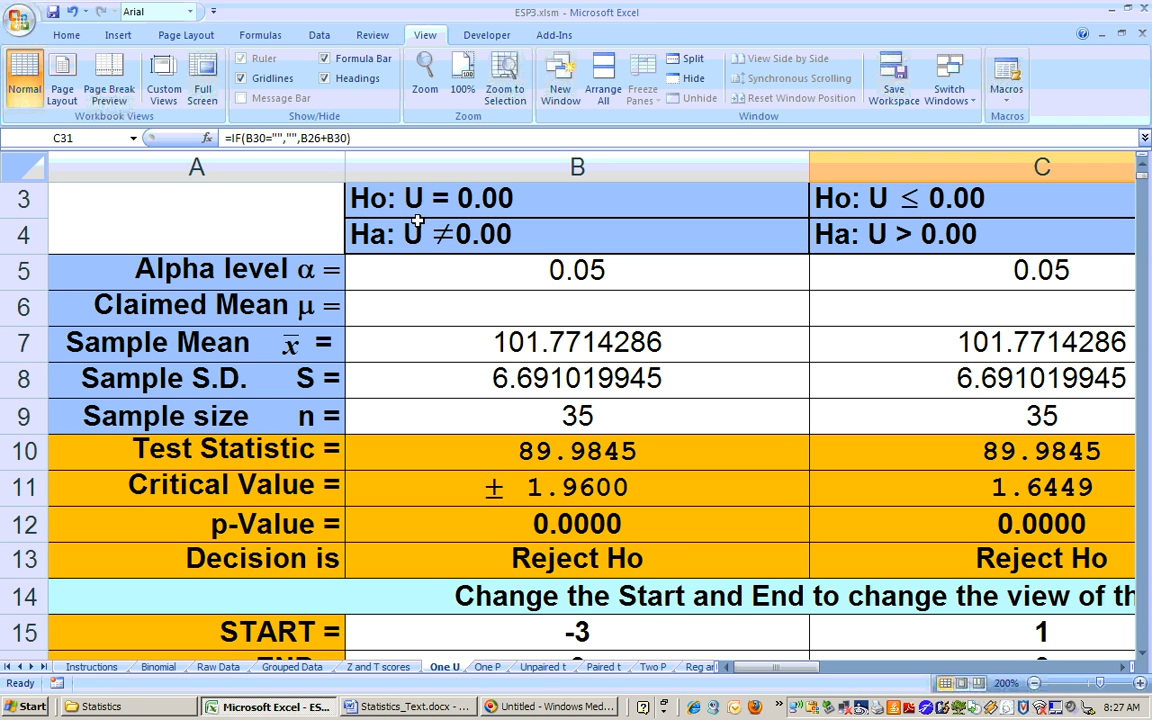 ESP3.xlsm - Microsoft Excel
Arial
Home Insert Page Layout Formulas Data Review View Developer Add-Ins
Normal
Page Layout
Page Break Preview
Custom Views
Full Screen
Workbook Views
Ruler
Formula Bar
Gridlines
Headings
Message Bar
Show/Hide
Zoom
100%
Zoom to Selection
Zoom
New Window
Arrange All
Freeze Panes
Split
Hide
Unhide
View Side by Side
Synchronous Scrolling
Reset Window Position
Save Workspace
Switch Windows
Window
Macros
Macros
C31 fx =IF(B30="","",B26+B30)
A B C
3 Ho: U = 0.00 Ho: U ≤ 0.00
4 Ha: U ≠0.00 Ha: U > 0.00
5 Alpha level α = 0.05 0.05
6 Claimed Mean μ =
7 Sample Mean x̄ = 101.7714286 101.7714286
8 Sample S.D. S = 6.691019945 6.691019945
9 Sample size n = 35 35
10 Test Statistic = 89.9845 89.9845
11 Critical Value = ± 1.9600 1.6449
12 p-Value = 0.0000 0.0000
13 Decision is Reject Ho Reject Ho
14 Change the Start and End to change the view of th
15 START = -3 1
Instructions Binomial Raw Data Grouped Data Z and T scores One U One P Unpaired t Paired t Two P Reg ar
Ready 200%
Start Statistics Microsoft Excel - ES... Statistics_Text.docx - ... Untitled - Windows Med... 8:27 AM